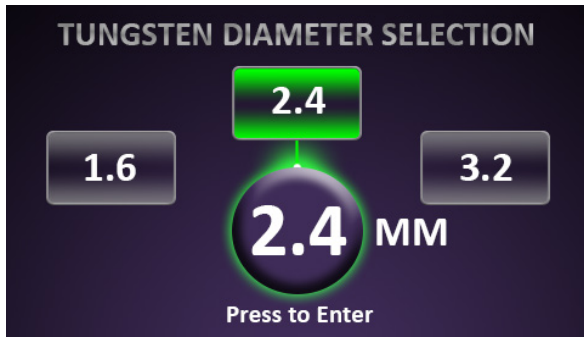 TUNGSTEN DIAMETER SELECTION
2.4
1.6
3.2
2.4 MM
Press to Enter